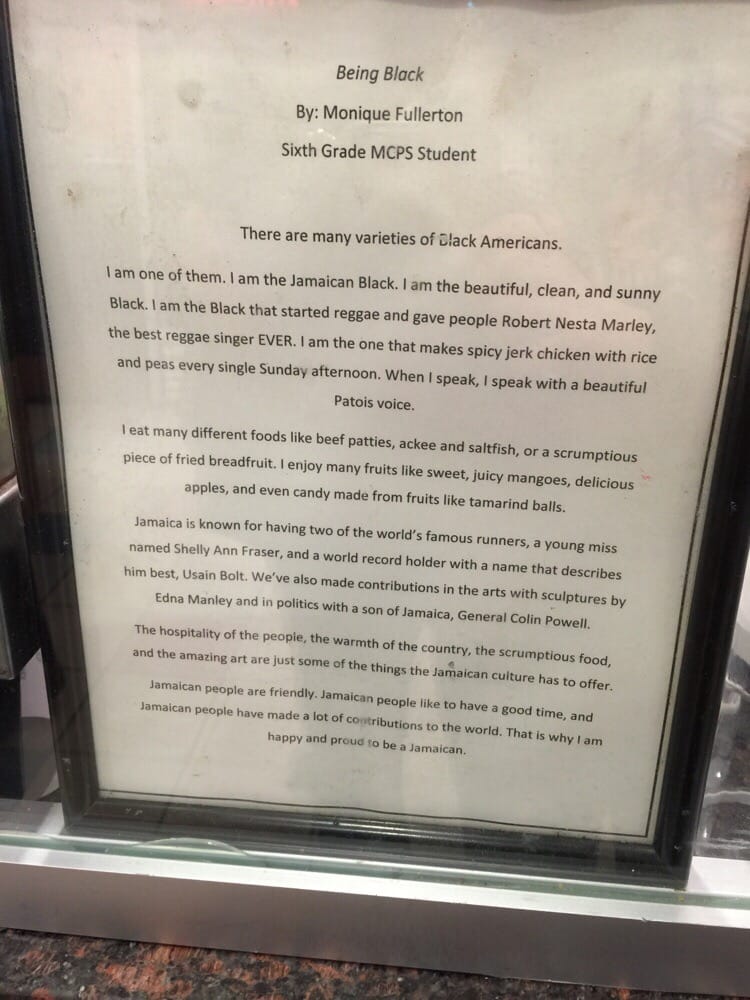 Being Black
By: Monique Fullerton
Sixth Grade MCPS Student
There are many varieties of Black Americans.
I am one of them. I am the Jamaican Black. I am the beautiful, clean, and sunny
Black. I am the Black that started reggae and gave people Robert Nesta Marley,
the best reggae singer EVER. I am the one that makes spicy jerk chicken with rice
and peas every single Sunday afternoon. When I speak, I speak with a beautiful
Patois voice.
I eat many different foods like beef patties, ackee and saltfish, or a scrumptious
piece of fried breadfruit. I enjoy many fruits like sweet, juicy mangoes, delicious
apples, and even candy made from fruits like tamarind balls.
Jamaica is known for having two of the world's famous runners, a young miss
named Shelly Ann Fraser, and a world record holder with a name that describes
him best, Usain Bolt. We've also made contributions in the arts with sculptures by
Edna Manley and in politics with a son of Jamaica, General Colin Powell.
The hospitality of the people, the warmth of the country, the scrumptious food,
and the amazing art are just some of the things the Jamaican culture has to offer.
Jamaican people are friendly. Jamaican people like to have a good time, and
Jamaican people have made a lot of contributions to the world. That is why I am
happy and proud to be a Jamaican.